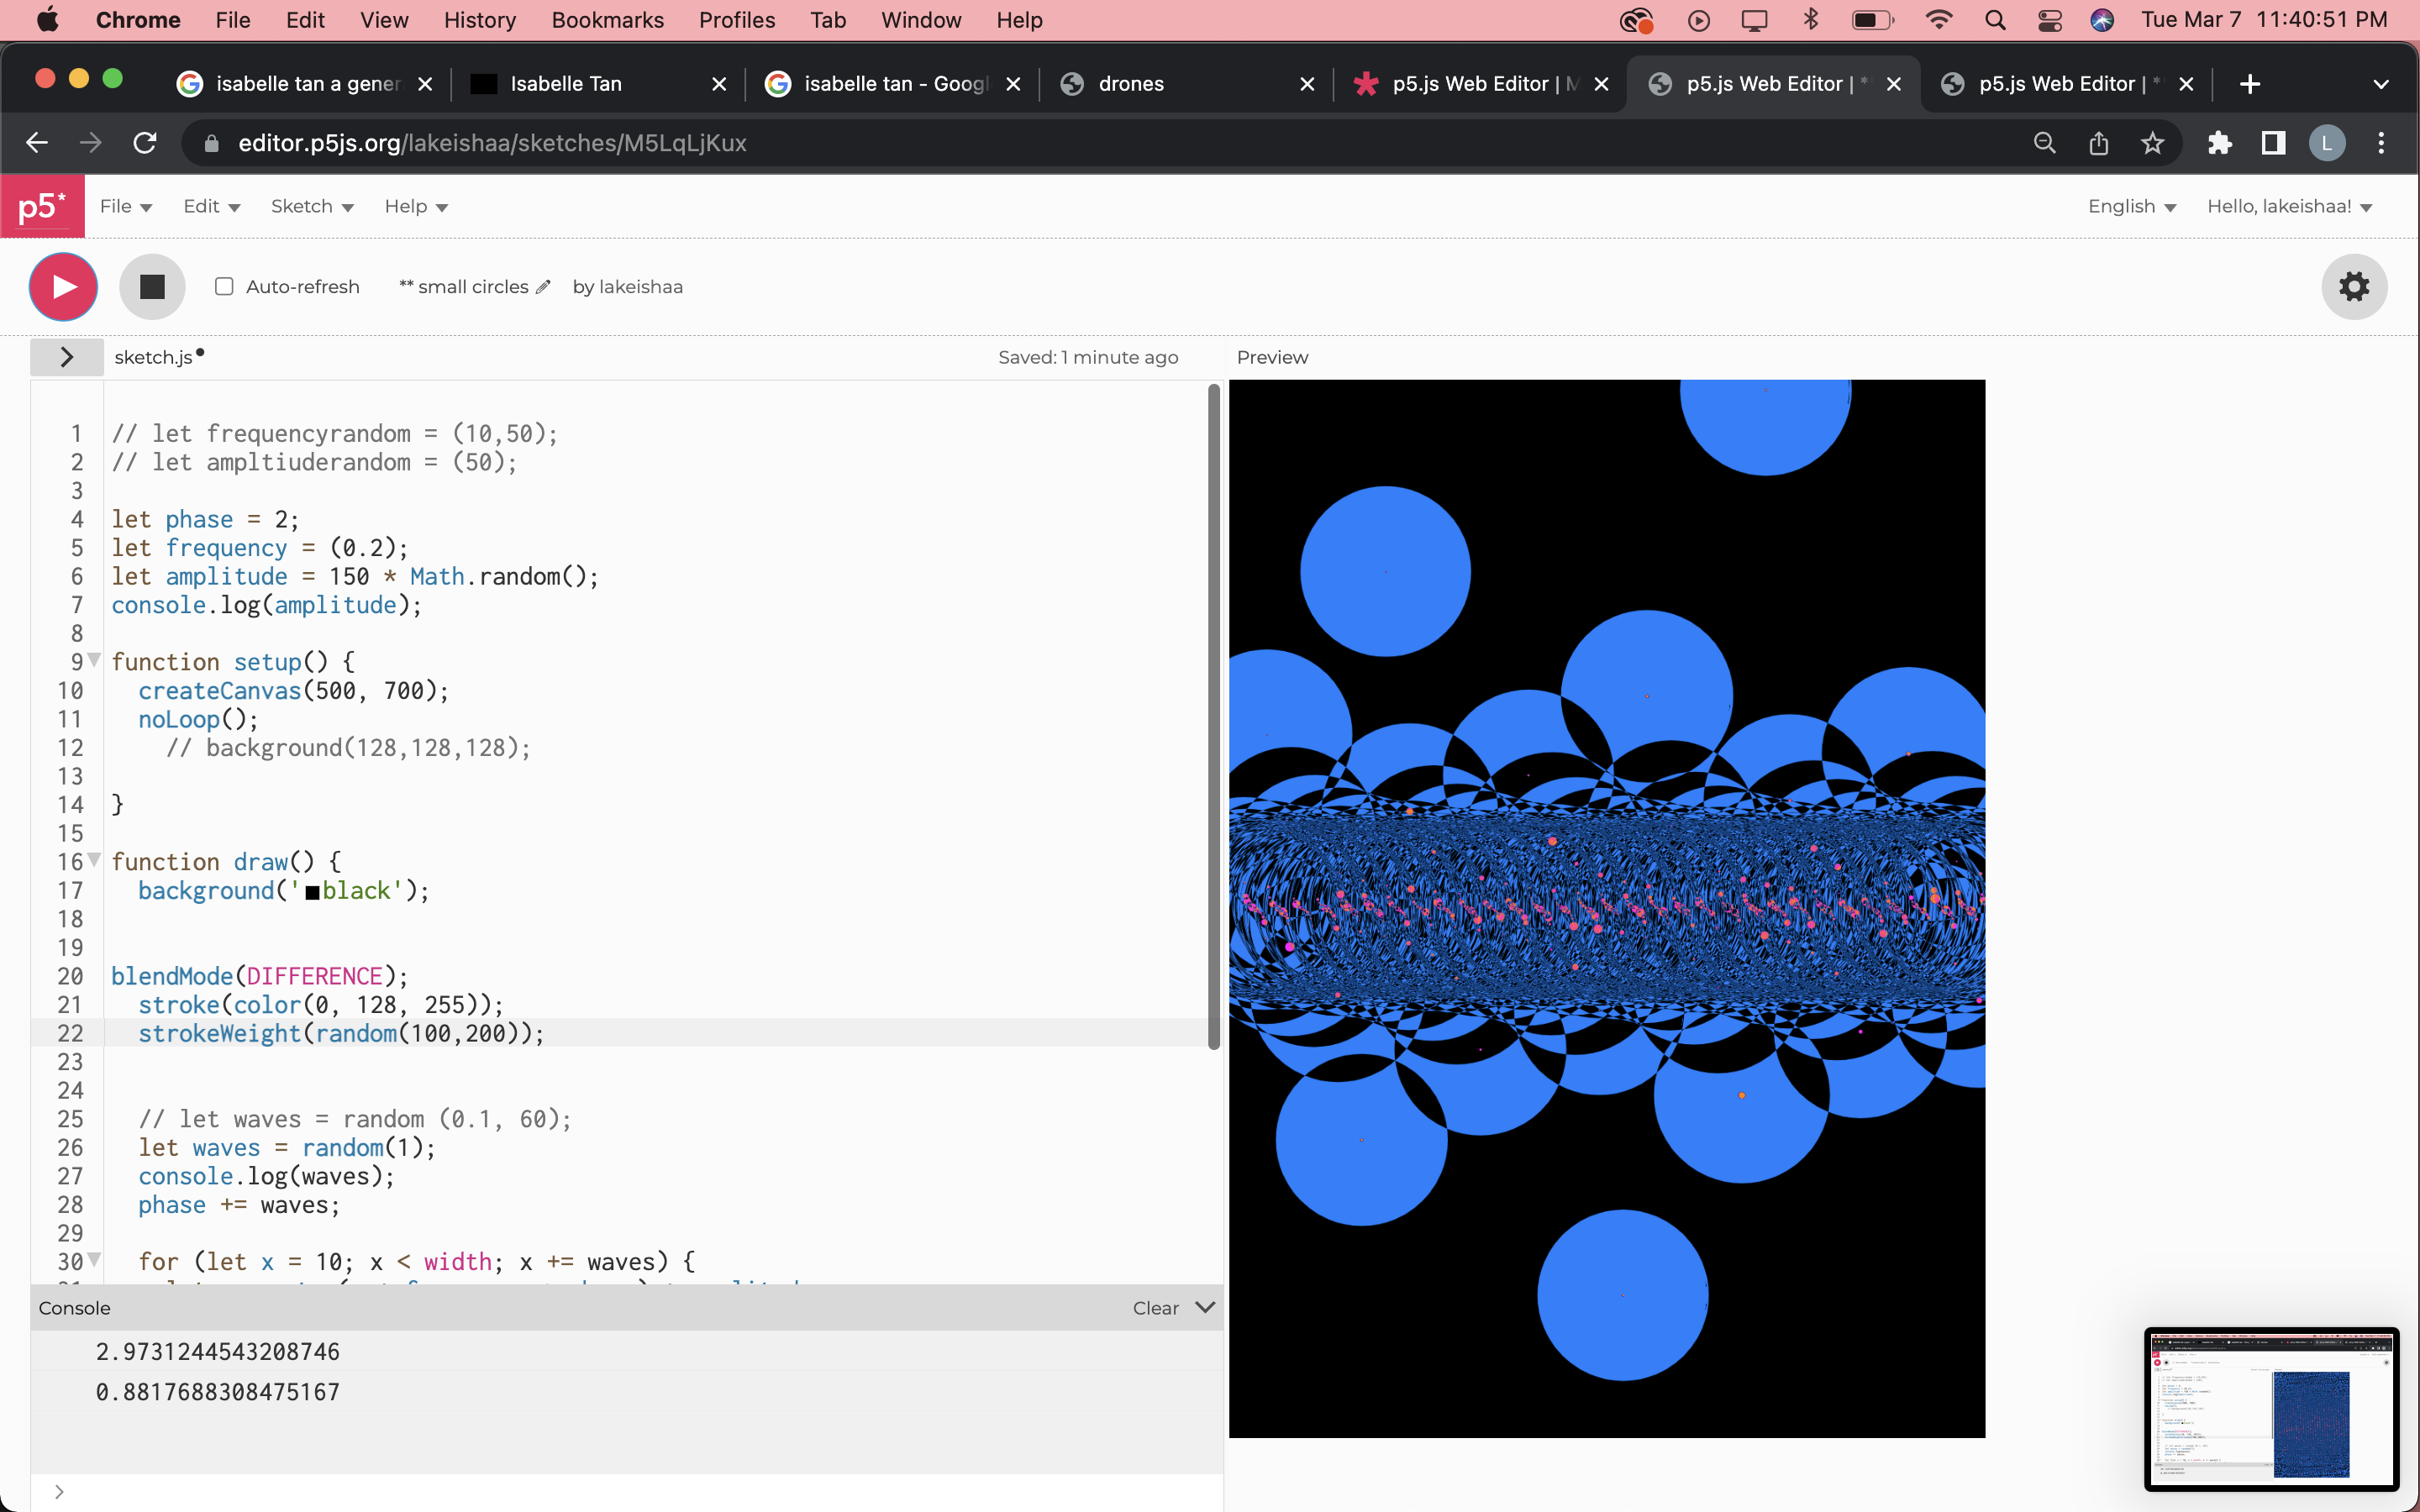 Chrome File Edit View History Bookmarks Profiles Tab Window Help Tue Mar 7 11:40:51 PM
isabelle tan a gener Isabelle Tan isabelle tan - Googl drones p5.js Web Editor | M p5.js Web Editor | * p5.js Web Editor | *
editor.p5js.org/lakeishaa/sketches/M5LqLjKux L
p5* File Edit Sketch Help English Hello, lakeishaa!
Auto-refresh ** small circles by lakeishaa
sketch.js Saved: 1 minute ago Preview
1 // let frequencyrandom = (10,50);
2 // let ampltiuderandom = (50);
3
4 let phase = 2;
5 let frequency = (0.2);
6 let amplitude = 150 * Math.random();
7 console.log(amplitude);
8
9 function setup() {
10 createCanvas(500, 700);
11 noLoop();
12 // background(128,128,128);
13
14 }
15
16 function draw() {
17 background('black');
18
19
20 blendMode(DIFFERENCE);
21 stroke(color(0, 128, 255));
22 strokeWeight(random(100,200));
23
24
25 // let waves = random (0.1, 60);
26 let waves = random(1);
27 console.log(waves);
28 phase += waves;
29
30 for (let x = 10; x < width; x += waves) {
Console Clear
2.9731244543208746
0.8817688308475167